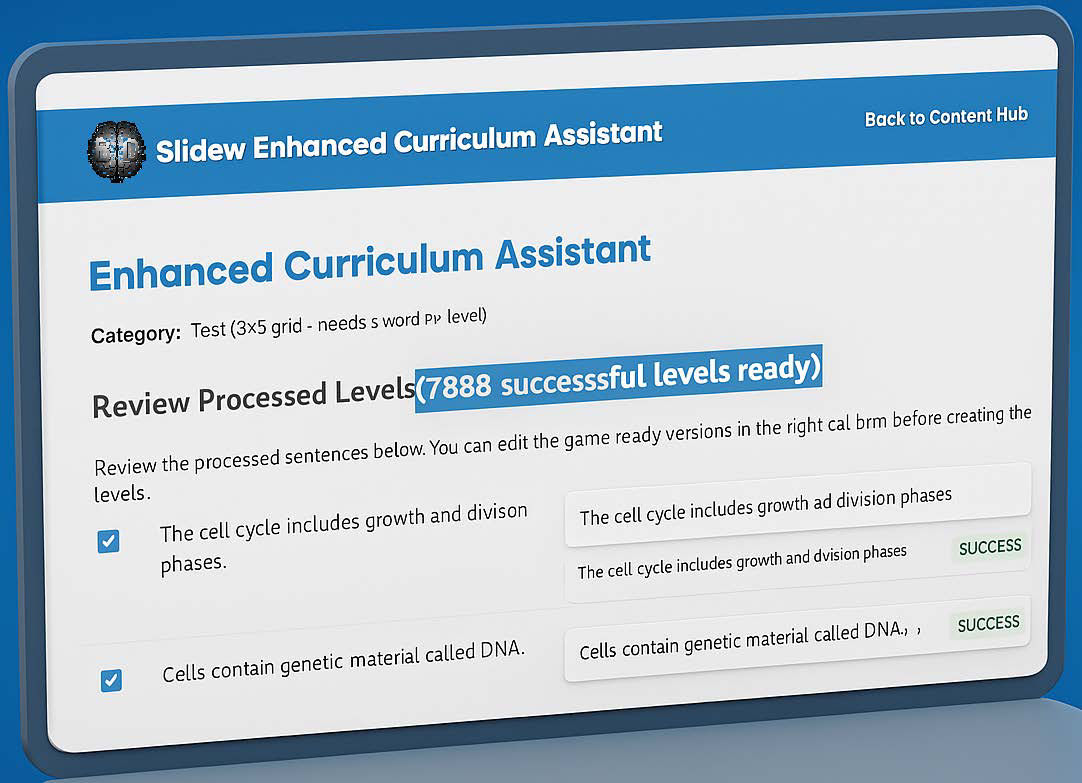 Slidew Enhanced Curriculum Assistant
Back to Content Hub
Enhanced Curriculum Assistant
Category: Test (3×5 grid - needs s word level)
Review Processed Levels(7888 successsful levels ready)
Review the processed sentences below. You can edit the game ready versions in the right cal brm before creating the
levels.
The cell cycle includes growth and divison
phases.
The cell cycle includes growth ad division phases
The cell cycle includes growth and dvision phases
SUCCESS
Cells contain genetic material called DNA.
Cells contain genetic material called DNA., ,
SUCCESS